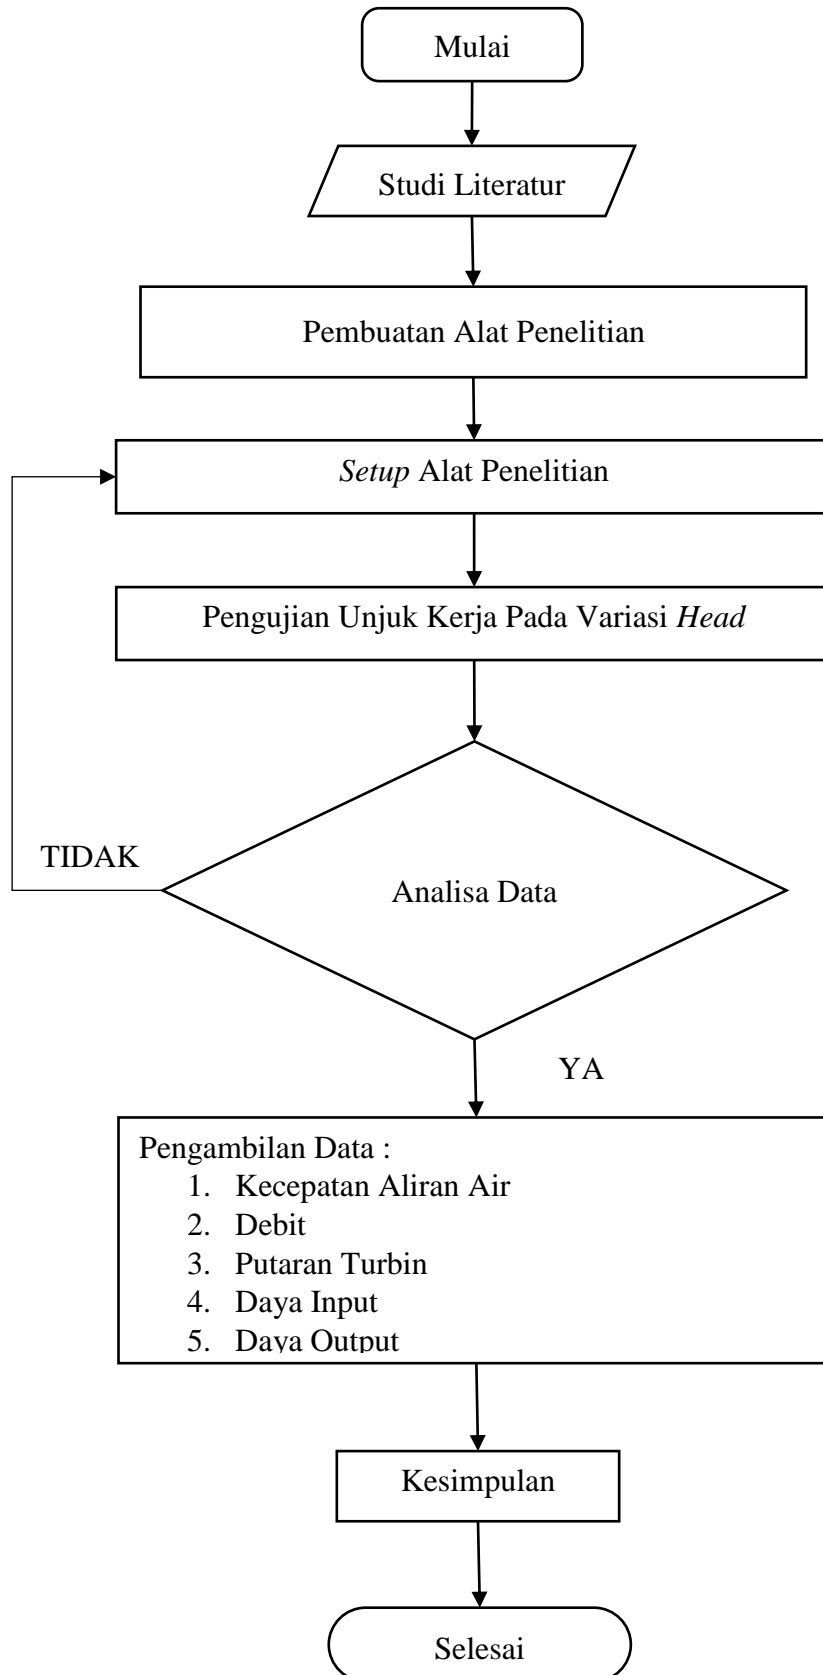 Mulai
Studi Literatur
Pembuatan Alat Penelitian
Setup Alat Penelitian
Pengujian Unjuk Kerja Pada Variasi Head
Analisa Data
TIDAK
YA
Pengambilan Data :
1. Kecepatan Aliran Air
2. Debit
3. Putaran Turbin
4. Daya Input
5. Daya Output
Kesimpulan
Selesai